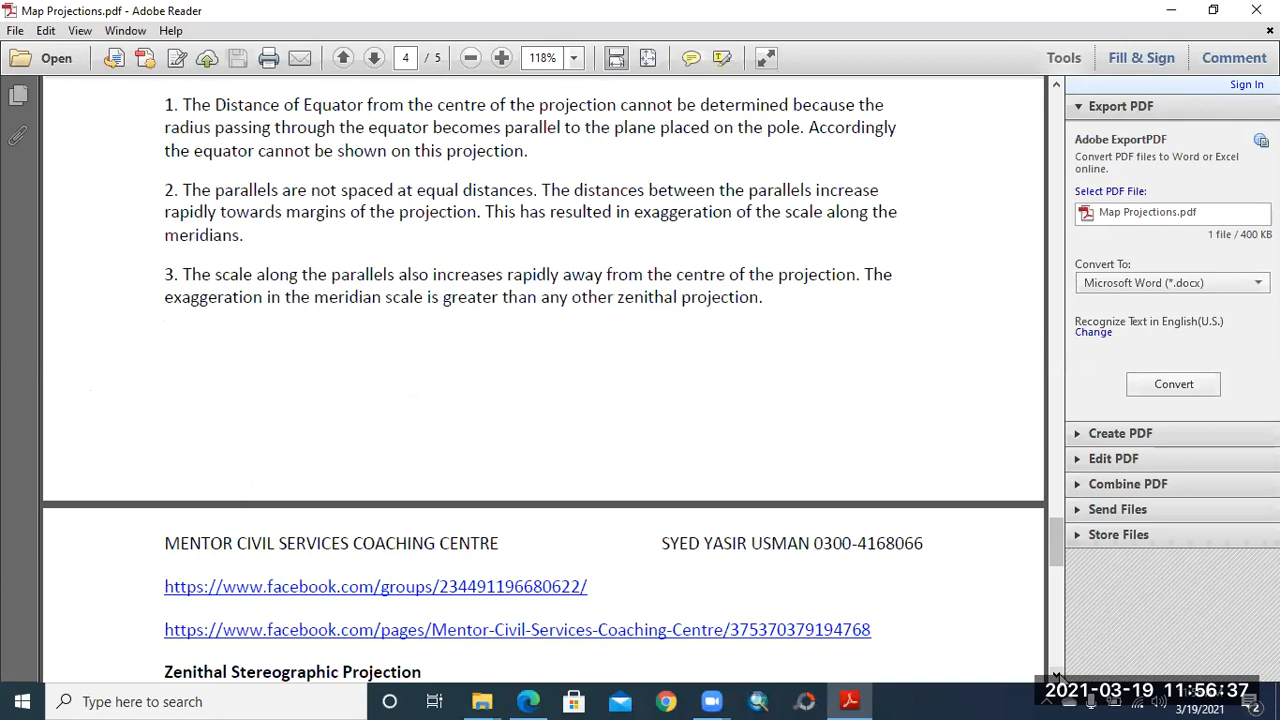 Map Projections.pdf - Adobe Reader
File Edit View Window Help
Open 4 / 5 118% Tools Fill & Sign Comment
Sign In
1. The Distance of Equator from the centre of the projection cannot be determined because the
radius passing through the equator becomes parallel to the plane placed on the pole. Accordingly
the equator cannot be shown on this projection.
2. The parallels are not spaced at equal distances. The distances between the parallels increase
rapidly towards margins of the projection. This has resulted in exaggeration of the scale along the
meridians.
3. The scale along the parallels also increases rapidly away from the centre of the projection. The
exaggeration in the meridian scale is greater than any other zenithal projection.
MENTOR CIVIL SERVICES COACHING CENTRE SYED YASIR USMAN 0300-4168066
https://www.facebook.com/groups/234491196680622/
https://www.facebook.com/pages/Mentor-Civil-Services-Coaching-Centre/375370379194768
Zenithal Stereographic Projection
Export PDF
Adobe ExportPDF
Convert PDF files to Word or Excel
online.
Select PDF File:
Map Projections.pdf
1 file / 400 KB
Convert To:
Microsoft Word (*.docx)
Recognize Text in English(U.S.)
Change
Convert
Create PDF
Edit PDF
Combine PDF
Send Files
Store Files
Type here to search
2021-03-19 11:56:37
3/19/2021
2